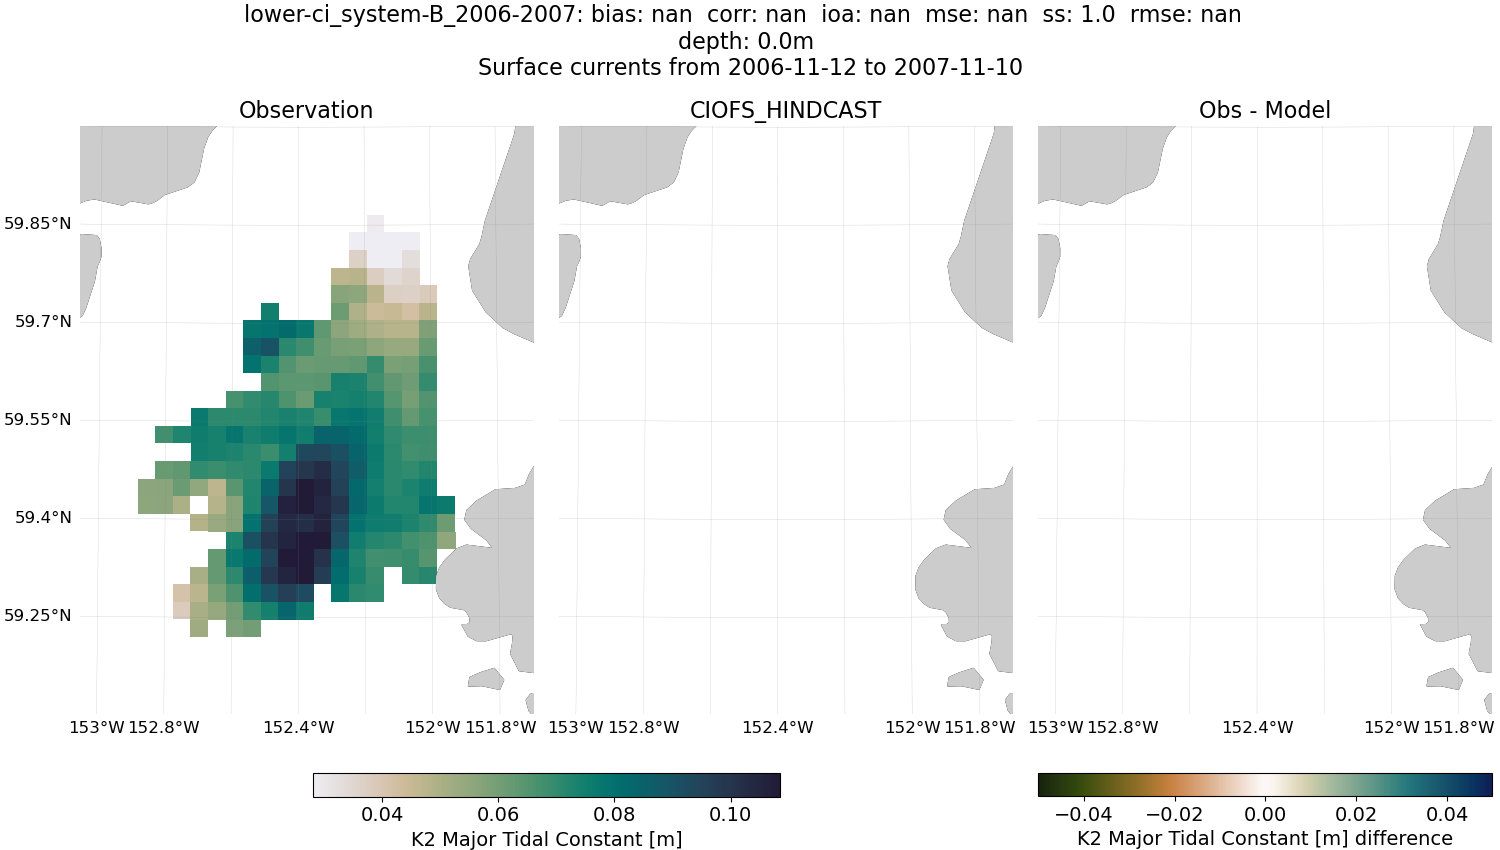 lower-ci_system-B_2006-2007: bias: nan  corr: nan  ioa: nan  mse: nan  ss: 1.0  rmse: nan
depth: 0.0m
Surface currents from 2006-11-12 to 2007-11-10
Observation
CIOFS_HINDCAST
Obs - Model
59.85°N
59.7°N
59.55°N
59.4°N
59.25°N
153°W 152.8°W 152.4°W 152°W 151.8°W
153°W 152.8°W 152.4°W 152°W 151.8°W
153°W 152.8°W 152.4°W 152°W 151.8°W
0.04 0.06 0.08 0.10
K2 Major Tidal Constant [m]
−0.04 −0.02 0.00 0.02 0.04
K2 Major Tidal Constant [m] difference